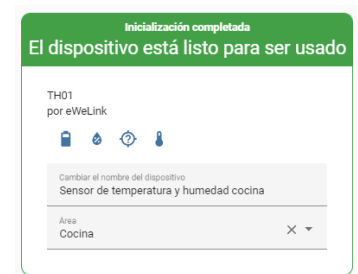 Inicialización completada
El dispositivo está listo para ser usado
TH01
por eWeLink
Cambiar el nombre del dispositivo
Sensor de temperatura y humedad cocina
Área
Cocina